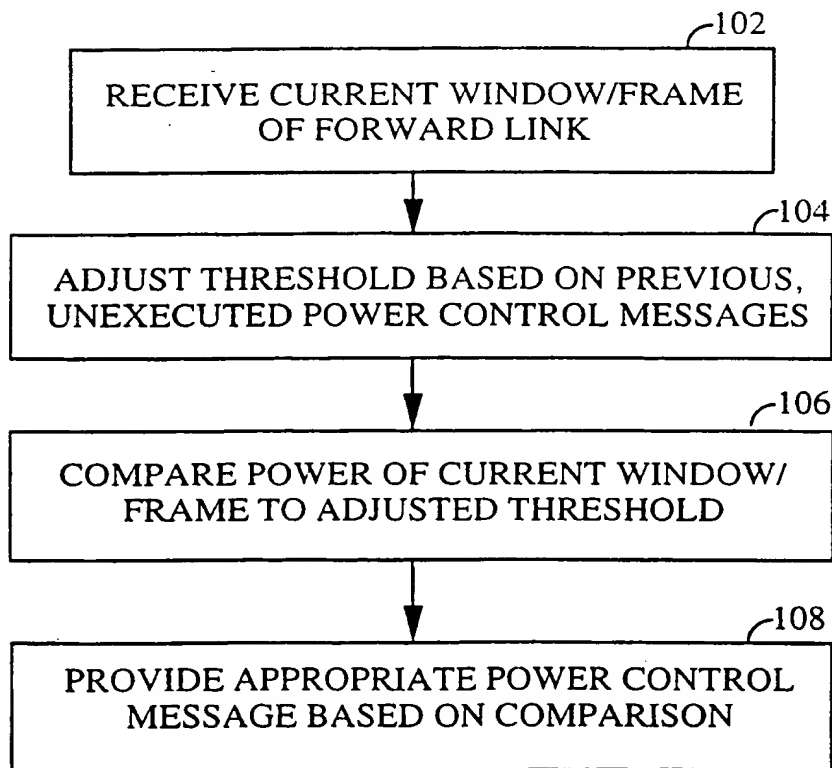 102
RECEIVE CURRENT WINDOW/FRAME
OF FORWARD LINK
104
ADJUST THRESHOLD BASED ON PREVIOUS,
UNEXECUTED POWER CONTROL MESSAGES
106
COMPARE POWER OF CURRENT WINDOW/
FRAME TO ADJUSTED THRESHOLD
108
PROVIDE APPROPRIATE POWER CONTROL
MESSAGE BASED ON COMPARISON